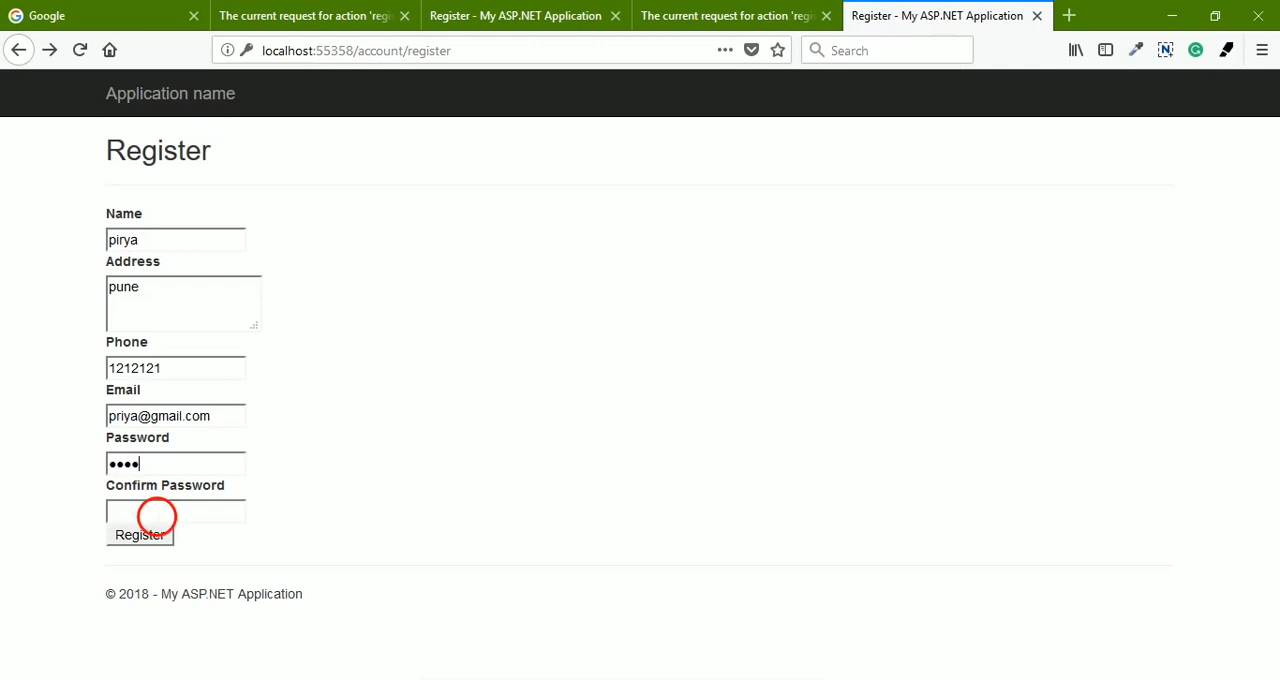 Google
The current request for action 'regi
Register - My ASP.NET Application
The current request for action 'regi
Register - My ASP.NET Application
localhost:55358/account/register
Search
Application name
Register
Name
pirya
Address
pune
Phone
1212121
Email
priya@gmail.com
Password
••••
Confirm Password
Register
© 2018 - My ASP.NET Application